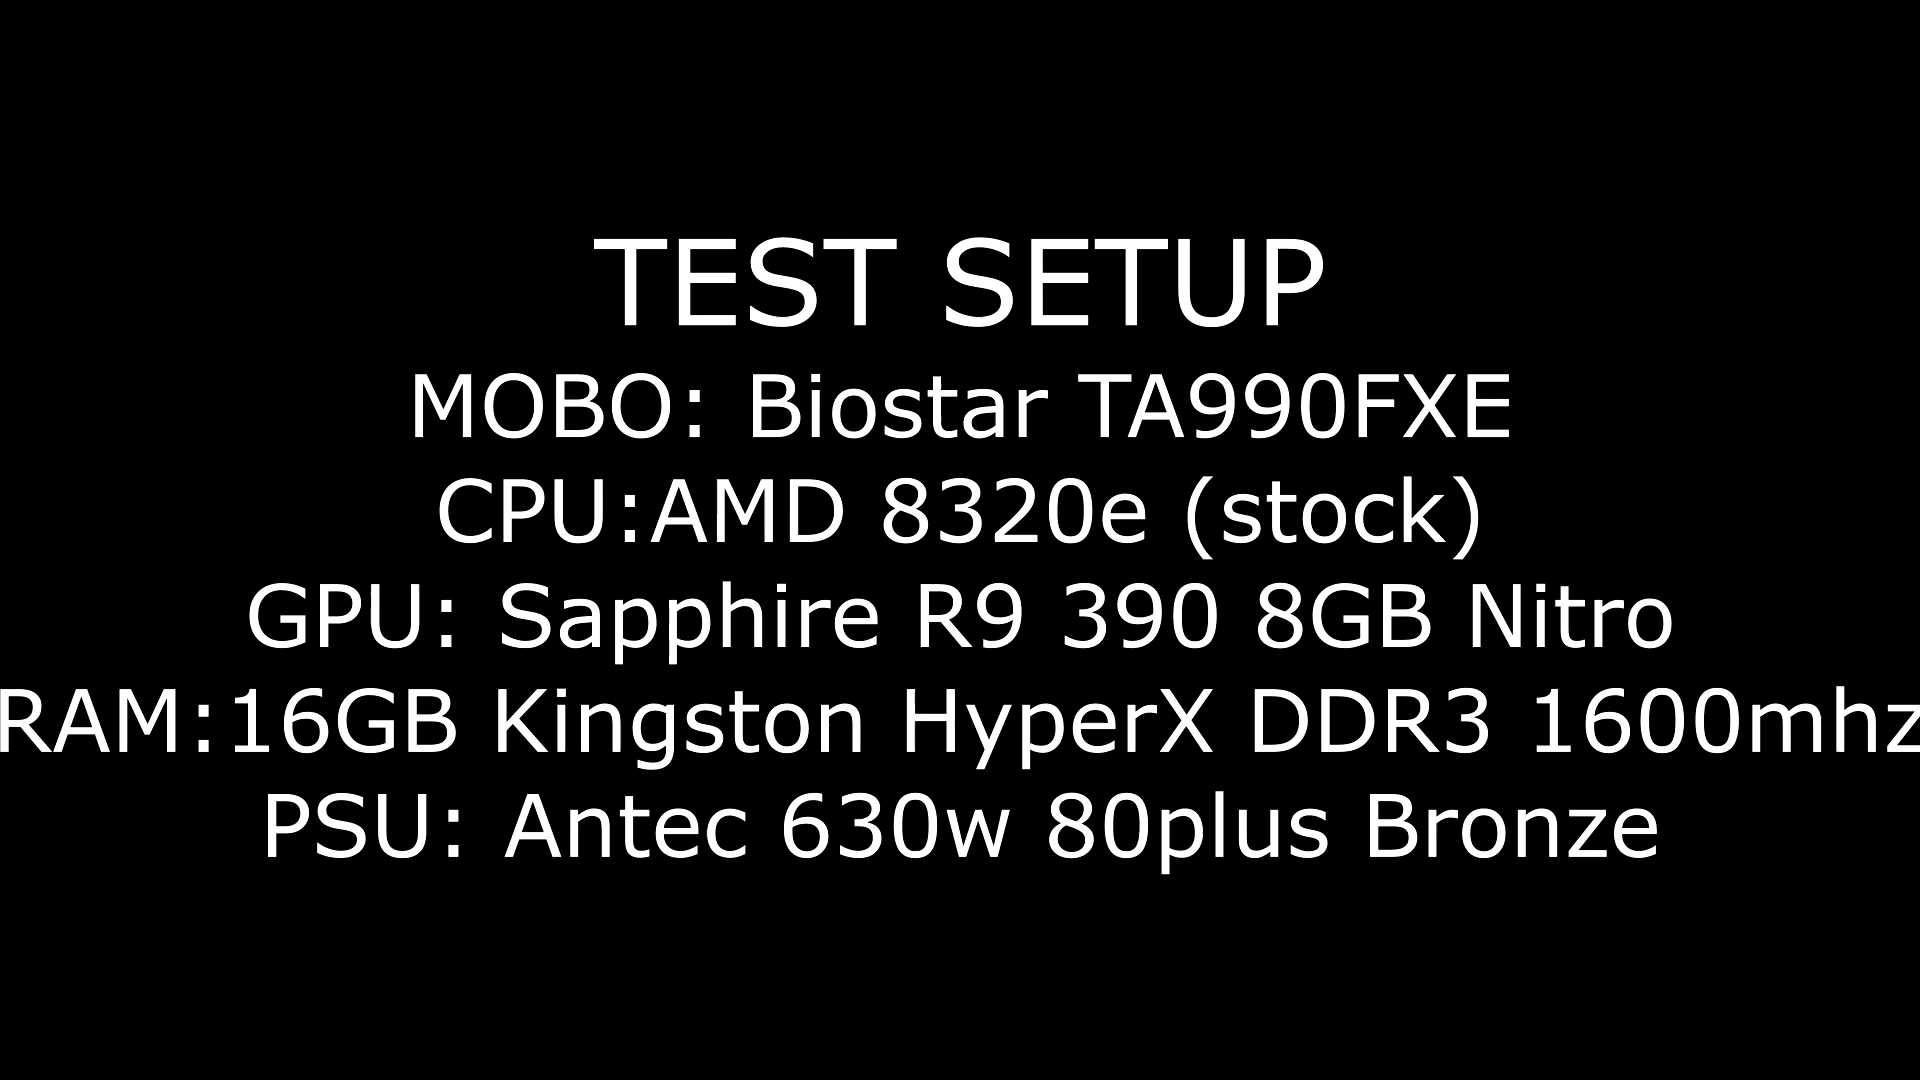 TEST SETUP
MOBO: Biostar TA990FXE
CPU:AMD 8320e (stock)
GPU: Sapphire R9 390 8GB Nitro
RAM:16GB Kingston HyperX DDR3 1600mhz
PSU: Antec 630w 80plus Bronze